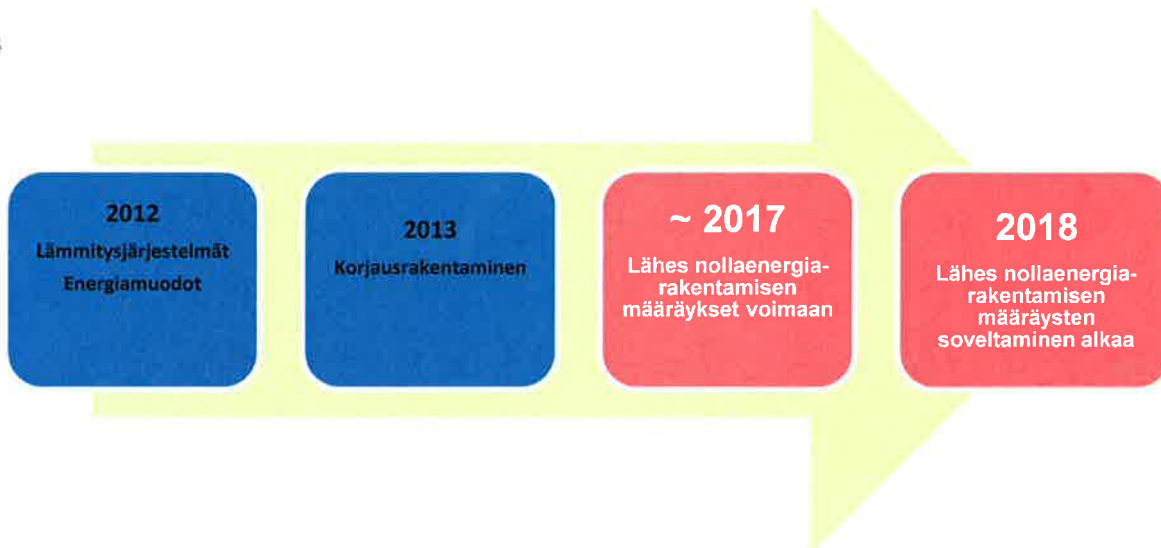 2012
Lämmitysjärjestelmät
Energiamuodot
2013
Korjausrakentaminen
~ 2017
Lähes nollaenergia-
rakentamisen
määräykset voimaan
2018
Lähes nollaenergia-
rakentamisen
määräysten
soveltaminen alkaa